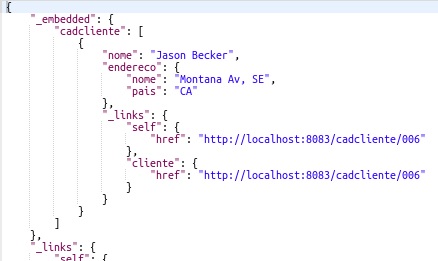 {
"_embedded": {
"cadcliente": [
{
"nome": "Jason Becker",
"endereco": {
"nome": "Montana Av, SE",
"pais": "CA"
},
"_links": {
"self": {
"href": "http://localhost:8083/cadcliente/006"
},
"cliente": {
"href": "http://localhost:8083/cadcliente/006"
}
}
}
]
},
"_links": {
"self": {